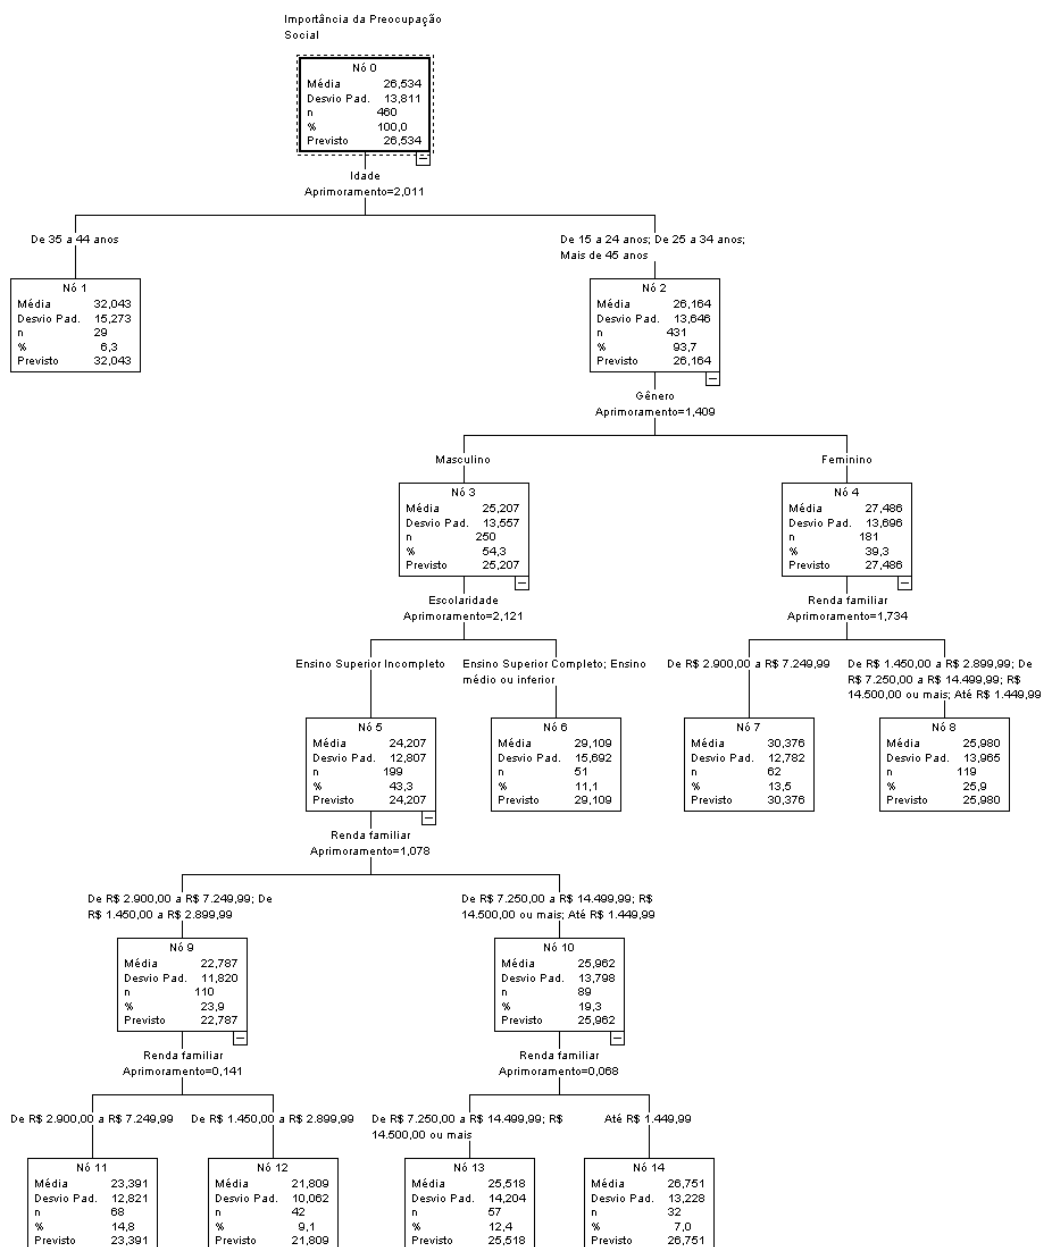 Importância da Preocupação
Social
Nó 0
Média 26,534
Desvio Pad. 13,811
n 460
% 100,0
Previsto 26,534
Idade
Aprimoramento=2,011
De 35 a 44 anos
De 15 a 24 anos; De 25 a 34 anos;
Mais de 45 anos
Nó 1
Média 32,043
Desvio Pad. 15,273
n 29
% 6,3
Previsto 32,043
Nó 2
Média 26,164
Desvio Pad. 13,646
n 431
% 93,7
Previsto 26,164
Gênero
Aprimoramento=1,409
Masculino
Feminino
Nó 3
Média 25,207
Desvio Pad. 13,557
n 250
% 54,3
Previsto 25,207
Nó 4
Média 27,486
Desvio Pad. 13,696
n 181
% 39,3
Previsto 27,486
Escolaridade
Aprimoramento=2,121
Renda familiar
Aprimoramento=1,734
Ensino Superior Incompleto
Ensino Superior Completo; Ensino
médio ou inferior
De R$ 2.900,00 a R$ 7.249,99
De R$ 1.450,00 a R$ 2.899,99; De
R$ 7.250,00 a R$ 14.499,99; R$
14.500,00 ou mais; Até R$ 1.449,99
Nó 5
Média 24,207
Desvio Pad. 12,807
n 199
% 43,3
Previsto 24,207
Nó 6
Média 29,109
Desvio Pad. 15,692
n 51
% 11,1
Previsto 29,109
Nó 7
Média 30,376
Desvio Pad. 12,782
n 62
% 13,5
Previsto 30,376
Nó 8
Média 25,980
Desvio Pad. 13,965
n 119
% 25,9
Previsto 25,980
Renda familiar
Aprimoramento=1,078
De R$ 2.900,00 a R$ 7.249,99; De
R$ 1.450,00 a R$ 2.899,99
De R$ 7.250,00 a R$ 14.499,99; R$
14.500,00 ou mais; Até R$ 1.449,99
Nó 9
Média 22,787
Desvio Pad. 11,820
n 110
% 23,9
Previsto 22,787
Nó 10
Média 25,962
Desvio Pad. 13,798
n 89
% 19,3
Previsto 25,962
Renda familiar
Aprimoramento=0,141
Renda familiar
Aprimoramento=0,068
De R$ 2.900,00 a R$ 7.249,99
De R$ 1.450,00 a R$ 2.899,99
De R$ 7.250,00 a R$ 14.499,99; R$
14.500,00 ou mais
Até R$ 1.449,99
Nó 11
Média 23,391
Desvio Pad. 12,821
n 68
% 14,8
Previsto 23,391
Nó 12
Média 21,809
Desvio Pad. 10,062
n 42
% 9,1
Previsto 21,809
Nó 13
Média 25,518
Desvio Pad. 14,204
n 57
% 12,4
Previsto 25,518
Nó 14
Média 26,751
Desvio Pad. 13,228
n 32
% 7,0
Previsto 26,751